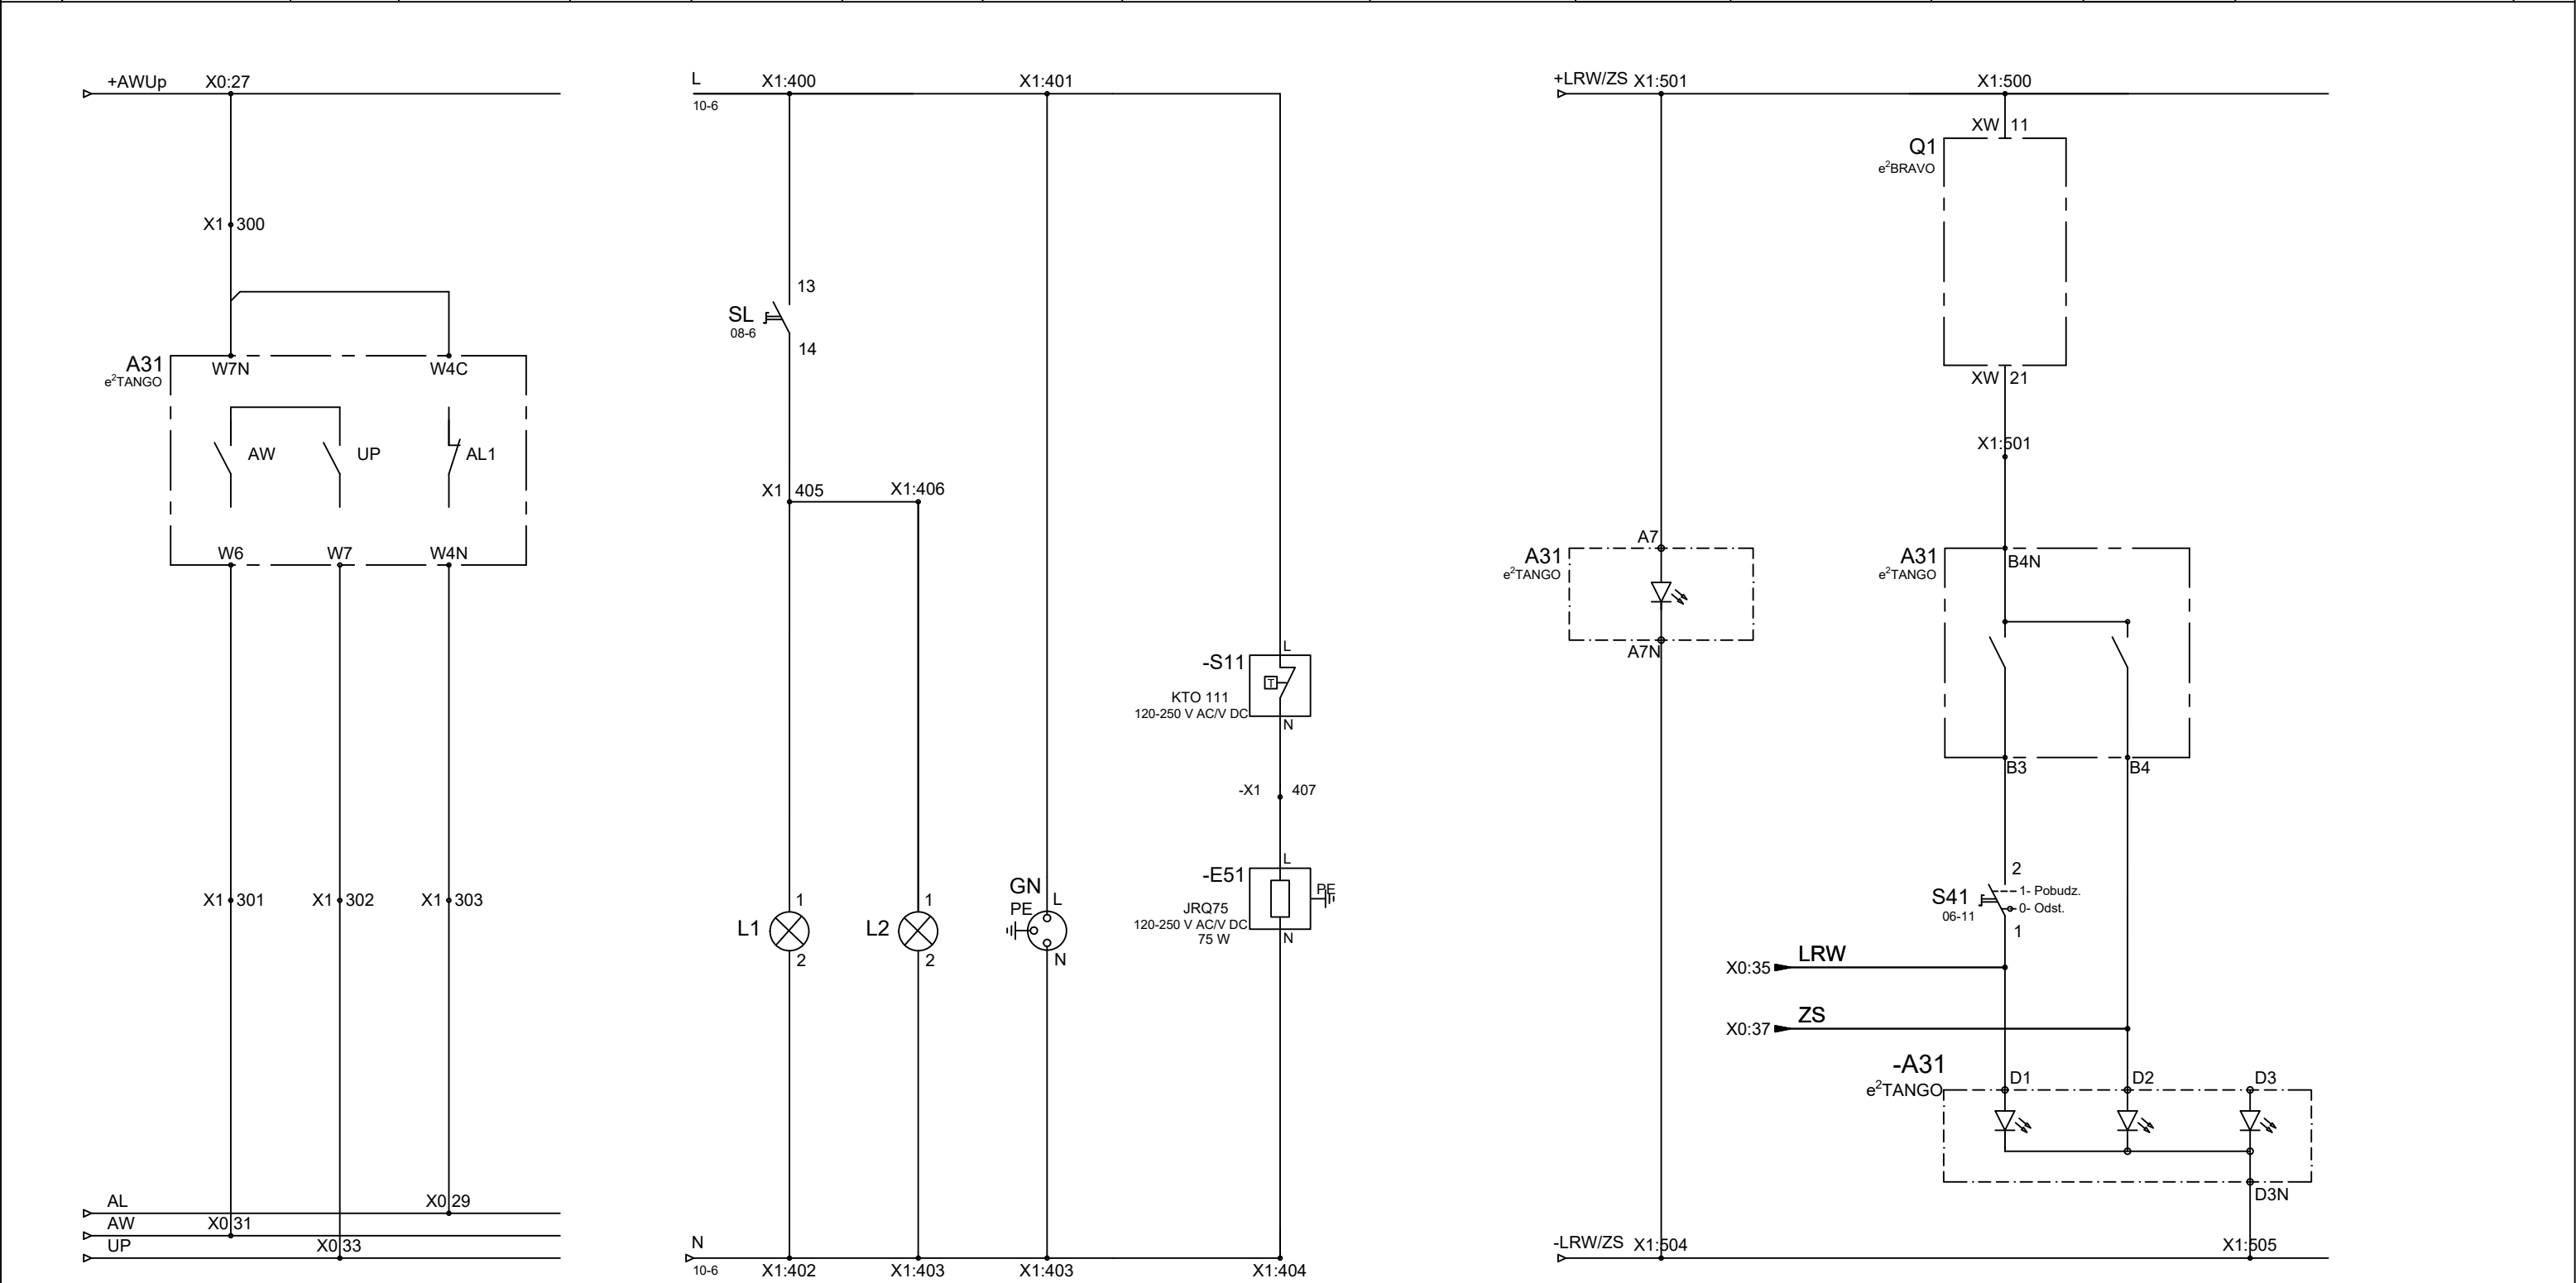 +AWUp X0:27
X1 300
A31
e²TANGO
W7N W4C
AW UP AL1
W6 W7 W4N
X1 301 X1 302 X1 303
AL X0 29
AW X0 31
UP X0 33
L X1:400 X1:401
10-6
13
SL
08-6
14
X1 405 X1:406
L
-S11
KTO 111
120-250 V AC/V DC
N
-X1 407
L
-E51
PE
JRQ75
120-250 V AC/V DC
75 W
N
1 1
L1 L2
2 2
GN
PE L
N
N
10-6 X1:402 X1:403 X1:403 X1:404
+LRW/ZS X1:501 X1:500
XW 11
Q1
e²BRAVO
XW 21
X1:501
A7
A31
e²TANGO
A7N
A31
e²TANGO
B4N
B3 B4
2
S41
06-11
1- Pobudz.
0- Odst.
1
LRW
X0:35
ZS
X0:37
-A31
e²TANGO
D1 D2 D3
D3N
-LRW/ZS X1:504 X1:505